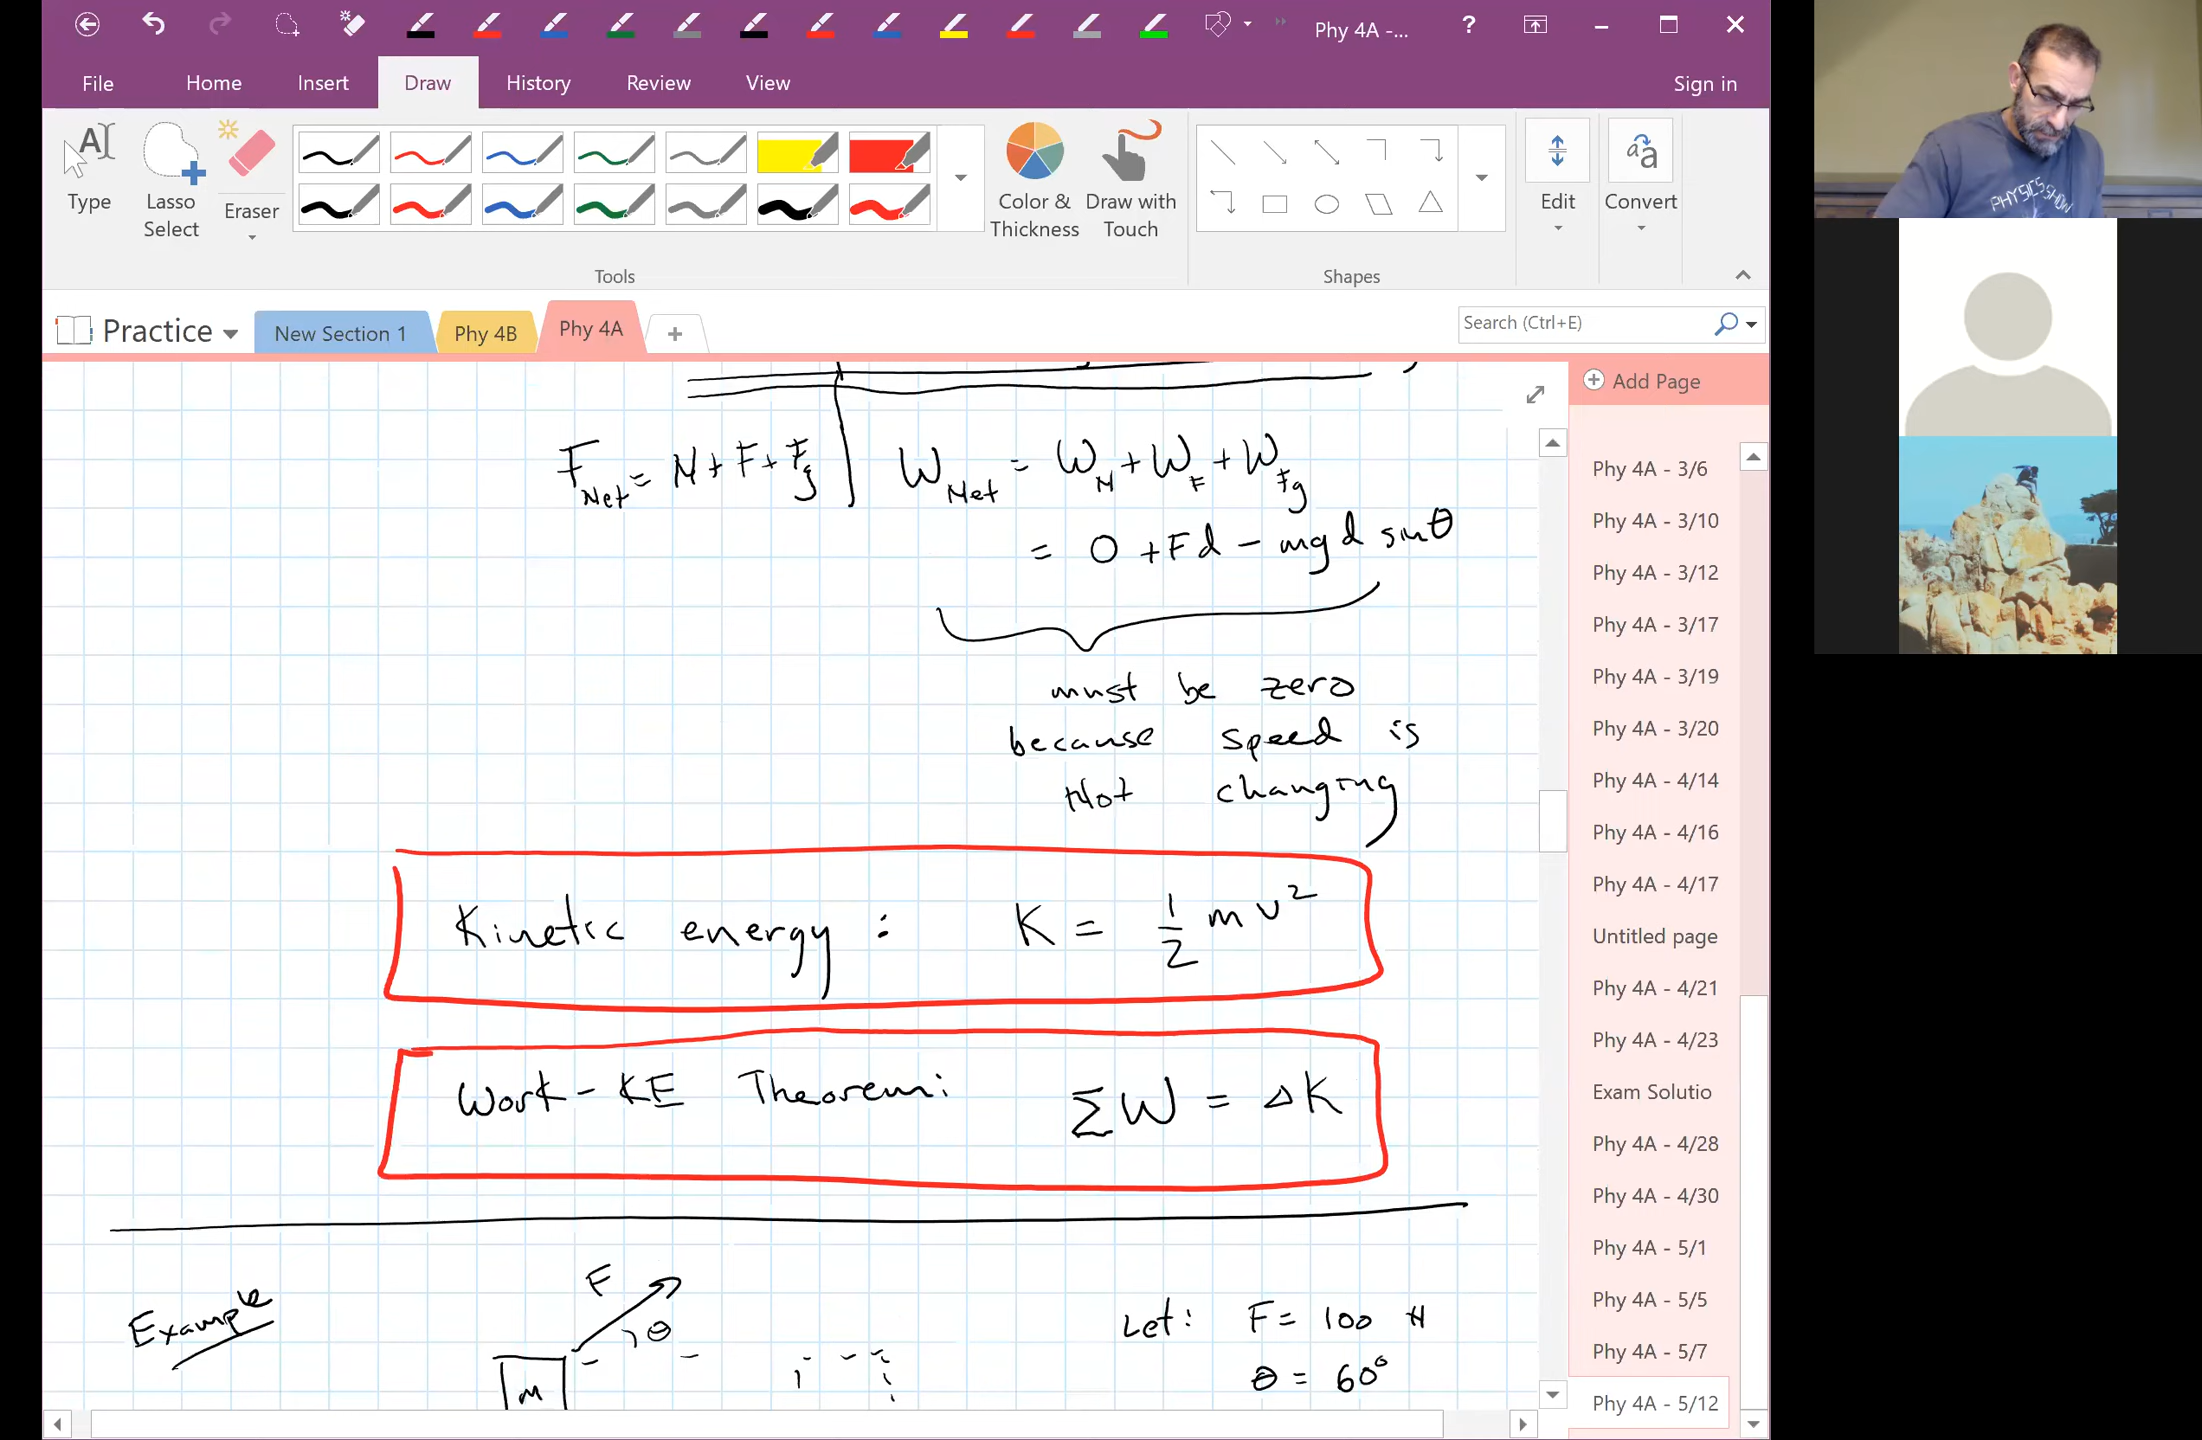 Phy 4A -...
?
File
Home
Insert
Draw
History
Review
View
Sign in
Type
Lasso Select
Eraser
Color & Thickness
Draw with Touch
Edit
Convert
Tools
Shapes
Practice
New Section 1
Phy 4B
Phy 4A
+
Search (Ctrl+E)
Add Page
Phy 4A - 3/6
Phy 4A - 3/10
Phy 4A - 3/12
Phy 4A - 3/17
Phy 4A - 3/19
Phy 4A - 3/20
Phy 4A - 4/14
Phy 4A - 4/16
Phy 4A - 4/17
Untitled page
Phy 4A - 4/21
Phy 4A - 4/23
Exam Solutio
Phy 4A - 4/28
Phy 4A - 4/30
Phy 4A - 5/1
Phy 4A - 5/5
Phy 4A - 5/7
Phy 4A - 5/12
F_Net = N + F + F_g | W_Net = W_N + W_F + W_Fg
= 0 + Fd - mgd sinθ
must be zero
because speed is
Not changing
Kinetic energy: K = 1/2 mv²
Work - KE Theorem: ΣW = ΔK
Example
F
θ
M
Let: F = 100 N
θ = 60°
PHYSICS SHOW